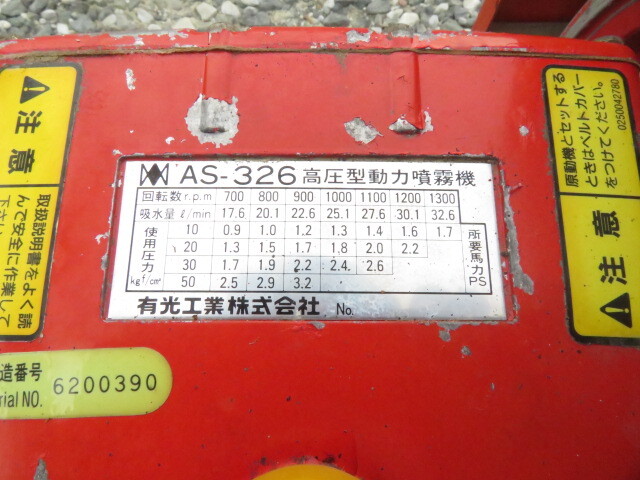 AS-326 高圧型動力噴霧機
回転数r.p.m 700 800 900 1000 1100 1200 1300
吸水量ℓ/min 17.6 20.1 22.6 25.1 27.6 30.1 32.6
使用圧力 kgf/cm² 所要馬力 PS
10 0.9 1.0 1.2 1.3 1.4 1.6 1.7
20 1.3 1.5 1.7 1.8 2.0 2.2
30 1.7 1.9 2.2 2.4 2.6
50 2.5 2.9 3.2
有光工業株式会社 No.
注意
取扱説明書をよく読
んで安全に作業して
原動機とセットする
ときはベルトカバー
をつけてください。
0250042780
注意
造番号
rial NO. 6200390